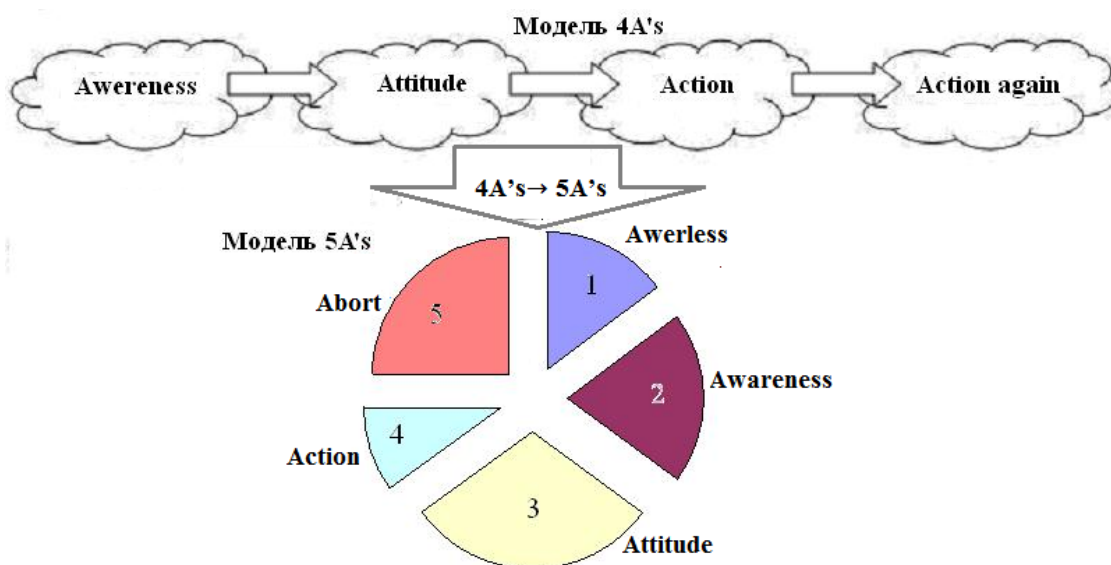 Модель 4A's
Awereness
Attitude
Action
Action again
4A’s→ 5A’s
Модель 5A's
Awerless
1
Abort
5
Awareness
2
Action
4
3
Attitude